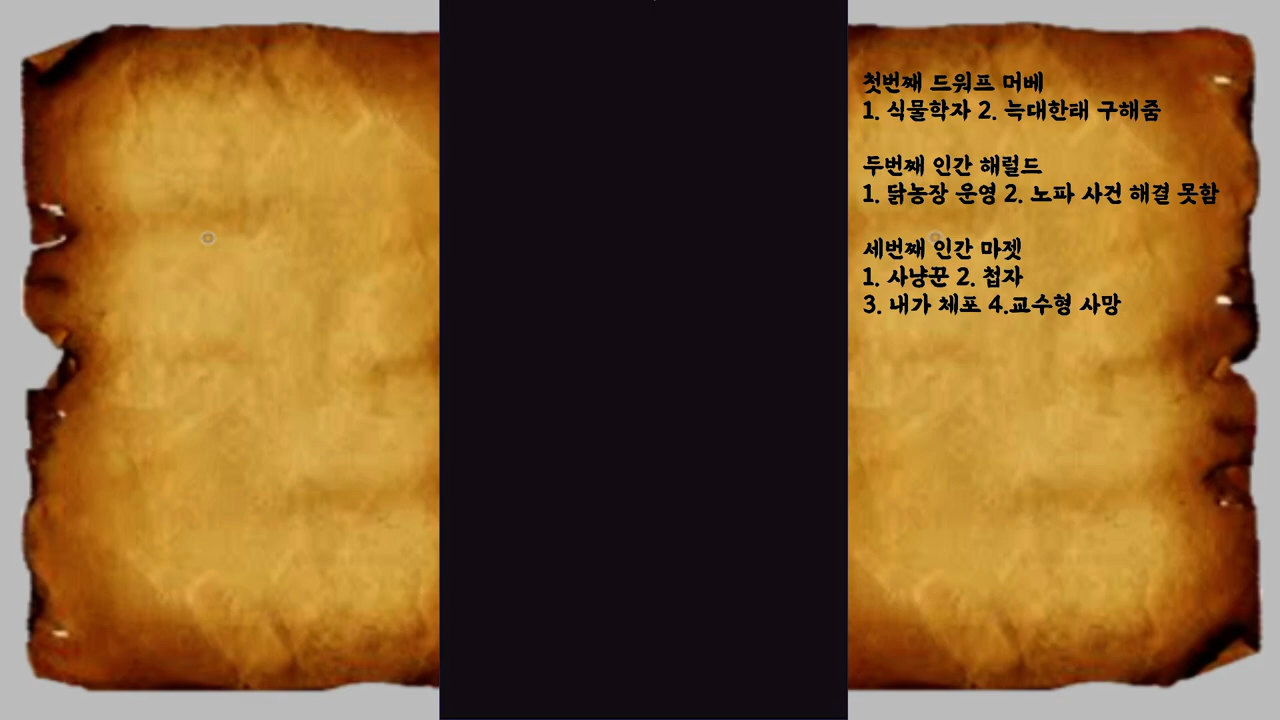 첫번째 드워프 머베
1. 식물학자 2. 늑대한태 구해줌
두번째 인간 해럴드
1. 닭농장 운영 2. 노파 사건 해결 못함
세번째 인간 마젯
1. 사냥꾼 2. 첩자
3. 내가 체포 4.교수형 사망